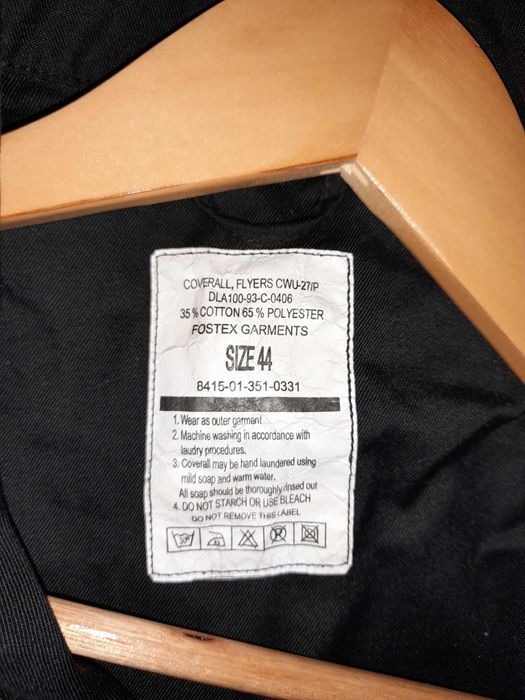 COVERALL, FLYERS CWU-27/P
DLA100-93-C-0406
35 % COTTON 65 % POLYESTER
FOSTEX GARMENTS
SIZE 44
8415-01-351-0331
1. Wear as outer garment
2. Machine washing in accordance with
laudry procedures.
3. Coverall may be hand laundered using
mild soap and warm water.
All soap should be thoroughly rinsed out
4. DO NOT STARCH OR USE BLEACH
DO NOT REMOVE THIS LABEL